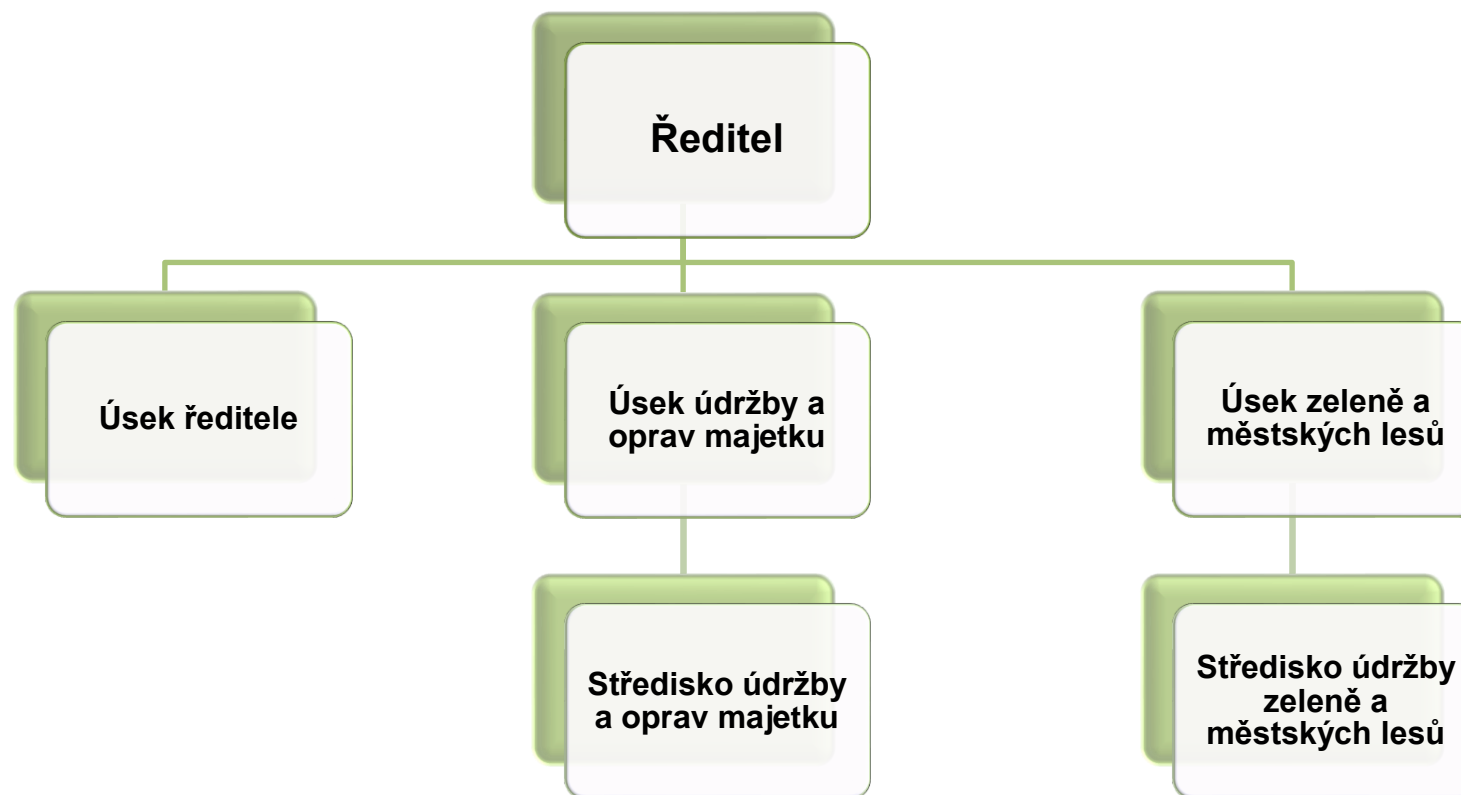 Ředitel
Úsek ředitele
Úsek údržby a
oprav majetku
Úsek zeleně a
městských lesů
Středisko údržby
a oprav majetku
Středisko údržby
zeleně a
městských lesů